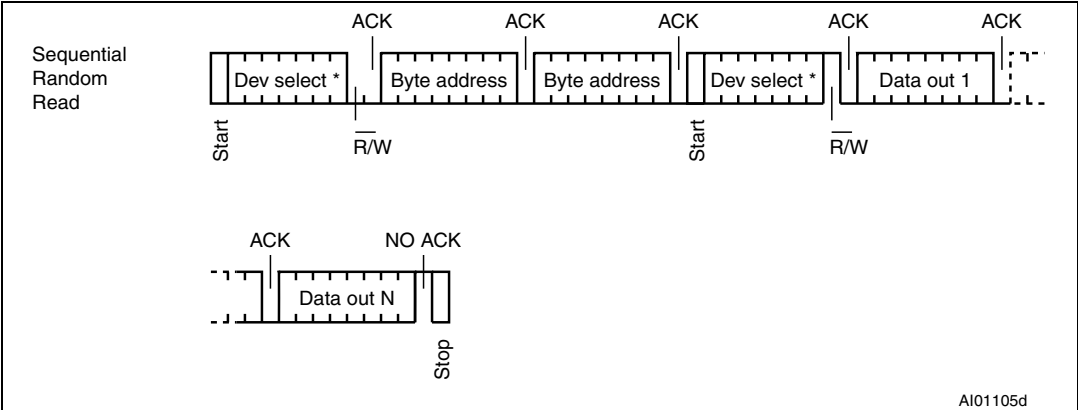 ACK ACK ACK ACK ACK
Sequential
Random
Read
Dev select * Byte address Byte address Dev select * Data out 1
Start R/W Start R/W
ACK NO ACK
Data out N
Stop
AI01105d